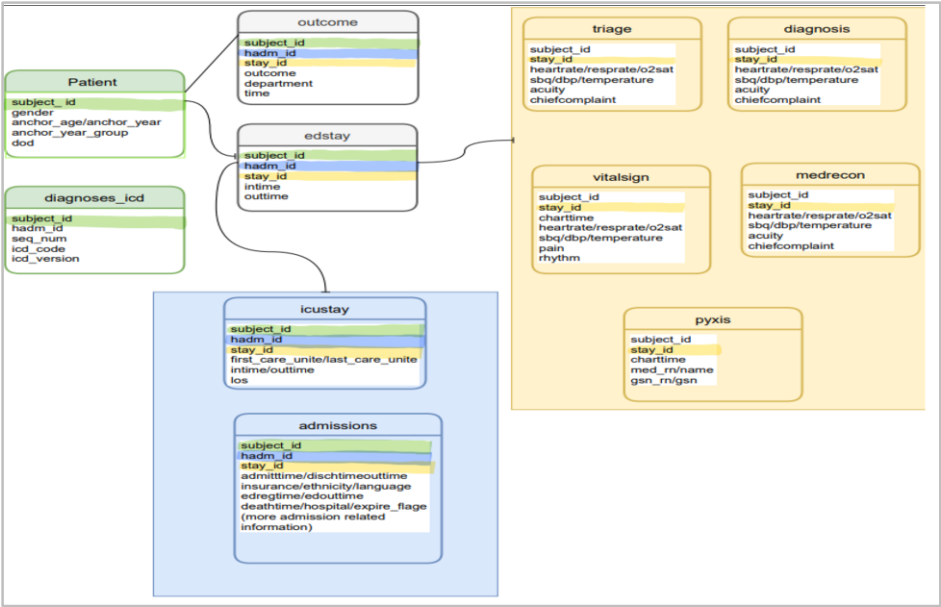 outcome
subject_id
hadm_id
stay_id
outcome
department
time
Patient
subject_ id
gender
anchor_age/anchor_year
anchor_year_group
dod
edstay
subject_id
hadm_id
stay_id
intime
outtime
diagnoses_icd
subject_id
hadm_id
seq_num
icd_code
icd_version
triage
subject_id
stay_id
heartrate/resprate/o2sat
sbq/dbp/temperature
acuity
chiefcomplaint
diagnosis
subject_id
stay_id
heartrate/resprate/o2sat
sbq/dbp/temperature
acuity
chiefcomplaint
vitalsign
subject_id
stay_id
charttime
heartrate/resprate/o2sat
sbq/dbp/temperature
pain
rhythm
medrecon
subject_id
stay_id
heartrate/resprate/o2sat
sbq/dbp/temperature
acuity
chiefcomplaint
pyxis
subject_id
stay_id
charttime
med_rn/name
gsn_rn/gsn
icustay
subject_id
hadm_id
stay_id
first_care_unite/last_care_unite
intime/outtime
los
admissions
subject_id
hadm_id
stay_id
admitttime/dischtimeouttime
insurance/ethnicity/language
edregtime/edouttime
deathtime/hospital/expire_flage
(more admission related
information)